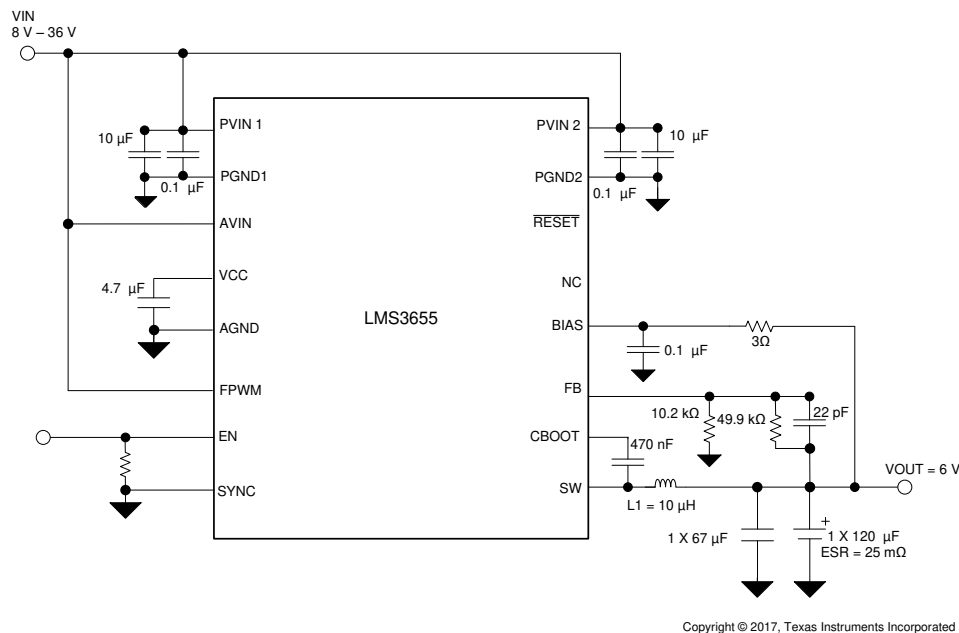 VIN
8 V – 36 V
PVIN 1
PVIN 2
10 µF
10 µF
PGND1
PGND2
0.1 µF
0.1 µF
AVIN
RESET
VCC
NC
4.7 µF
LMS3655
AGND
BIAS
3Ω
0.1 µF
FPWM
FB
10.2 kΩ
49.9 kΩ
22 pF
EN
CBOOT
470 nF
VOUT = 6 V
SYNC
SW
L1 = 10 µH
1 X 67 µF
+
1 X 120 µF
ESR = 25 mΩ
Copyright © 2017, Texas Instruments Incorporated